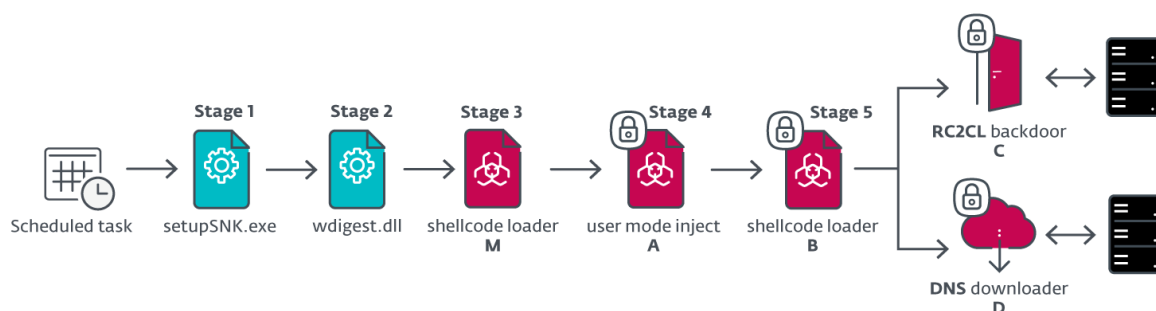 Stage 1
Stage 2
Stage 3
Stage 4
Stage 5
Scheduled task
setupSNK.exe
wdigest.dll
shellcode loader
M
user mode inject
A
shellcode loader
B
RC2CL backdoor
C
DNS downloader
D